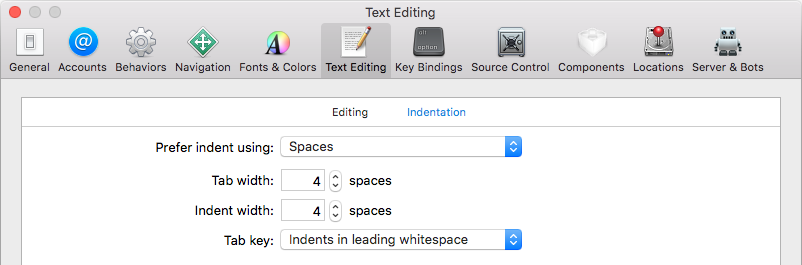 Text Editing
alt
option
General Accounts Behaviors Navigation Fonts & Colors Text Editing Key Bindings Source Control Components Locations Server & Bots
Editing Indentation
Prefer indent using: Spaces
Tab width: 4 spaces
Indent width: 4 spaces
Tab key: Indents in leading whitespace